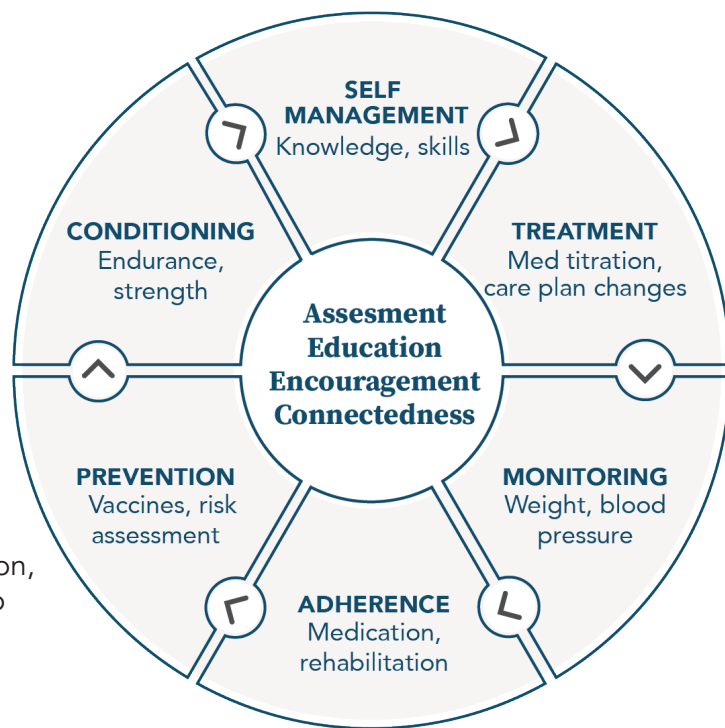 SELF
MANAGEMENT
Knowledge, skills
TREATMENT
Med titration,
care plan changes
MONITORING
Weight, blood
pressure
ADHERENCE
Medication,
rehabilitation
PREVENTION
Vaccines, risk
assessment
CONDITIONING
Endurance,
strength
Assesment
Education
Encouragement
Connectedness